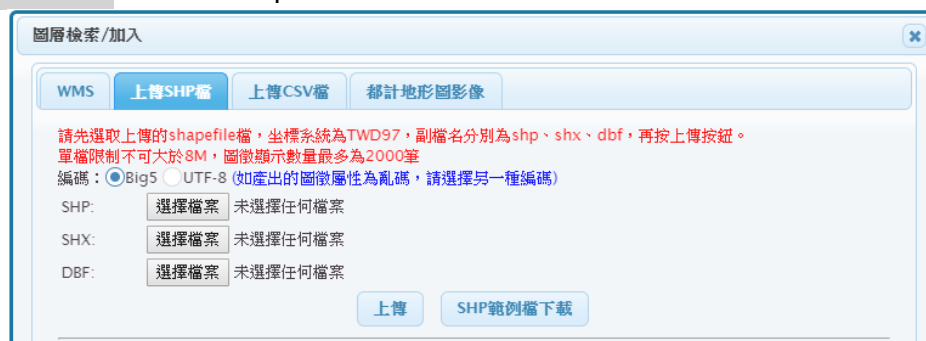 圖層檢索/加入
WMS 上傳SHP檔 上傳CSV檔 都計地形圖影像
請先選取上傳的shapefile檔，坐標系統為TWD97，副檔名分別為shp、shx、dbf，再按上傳按鈕。
單檔限制不可大於8M，圖徵顯示數量最多為2000筆
編碼：Big5 UTF-8 (如產出的圖徵屬性為亂碼，請選擇另一種編碼)
SHP: 選擇檔案 未選擇任何檔案
SHX: 選擇檔案 未選擇任何檔案
DBF: 選擇檔案 未選擇任何檔案
上傳 SHP範例檔下載